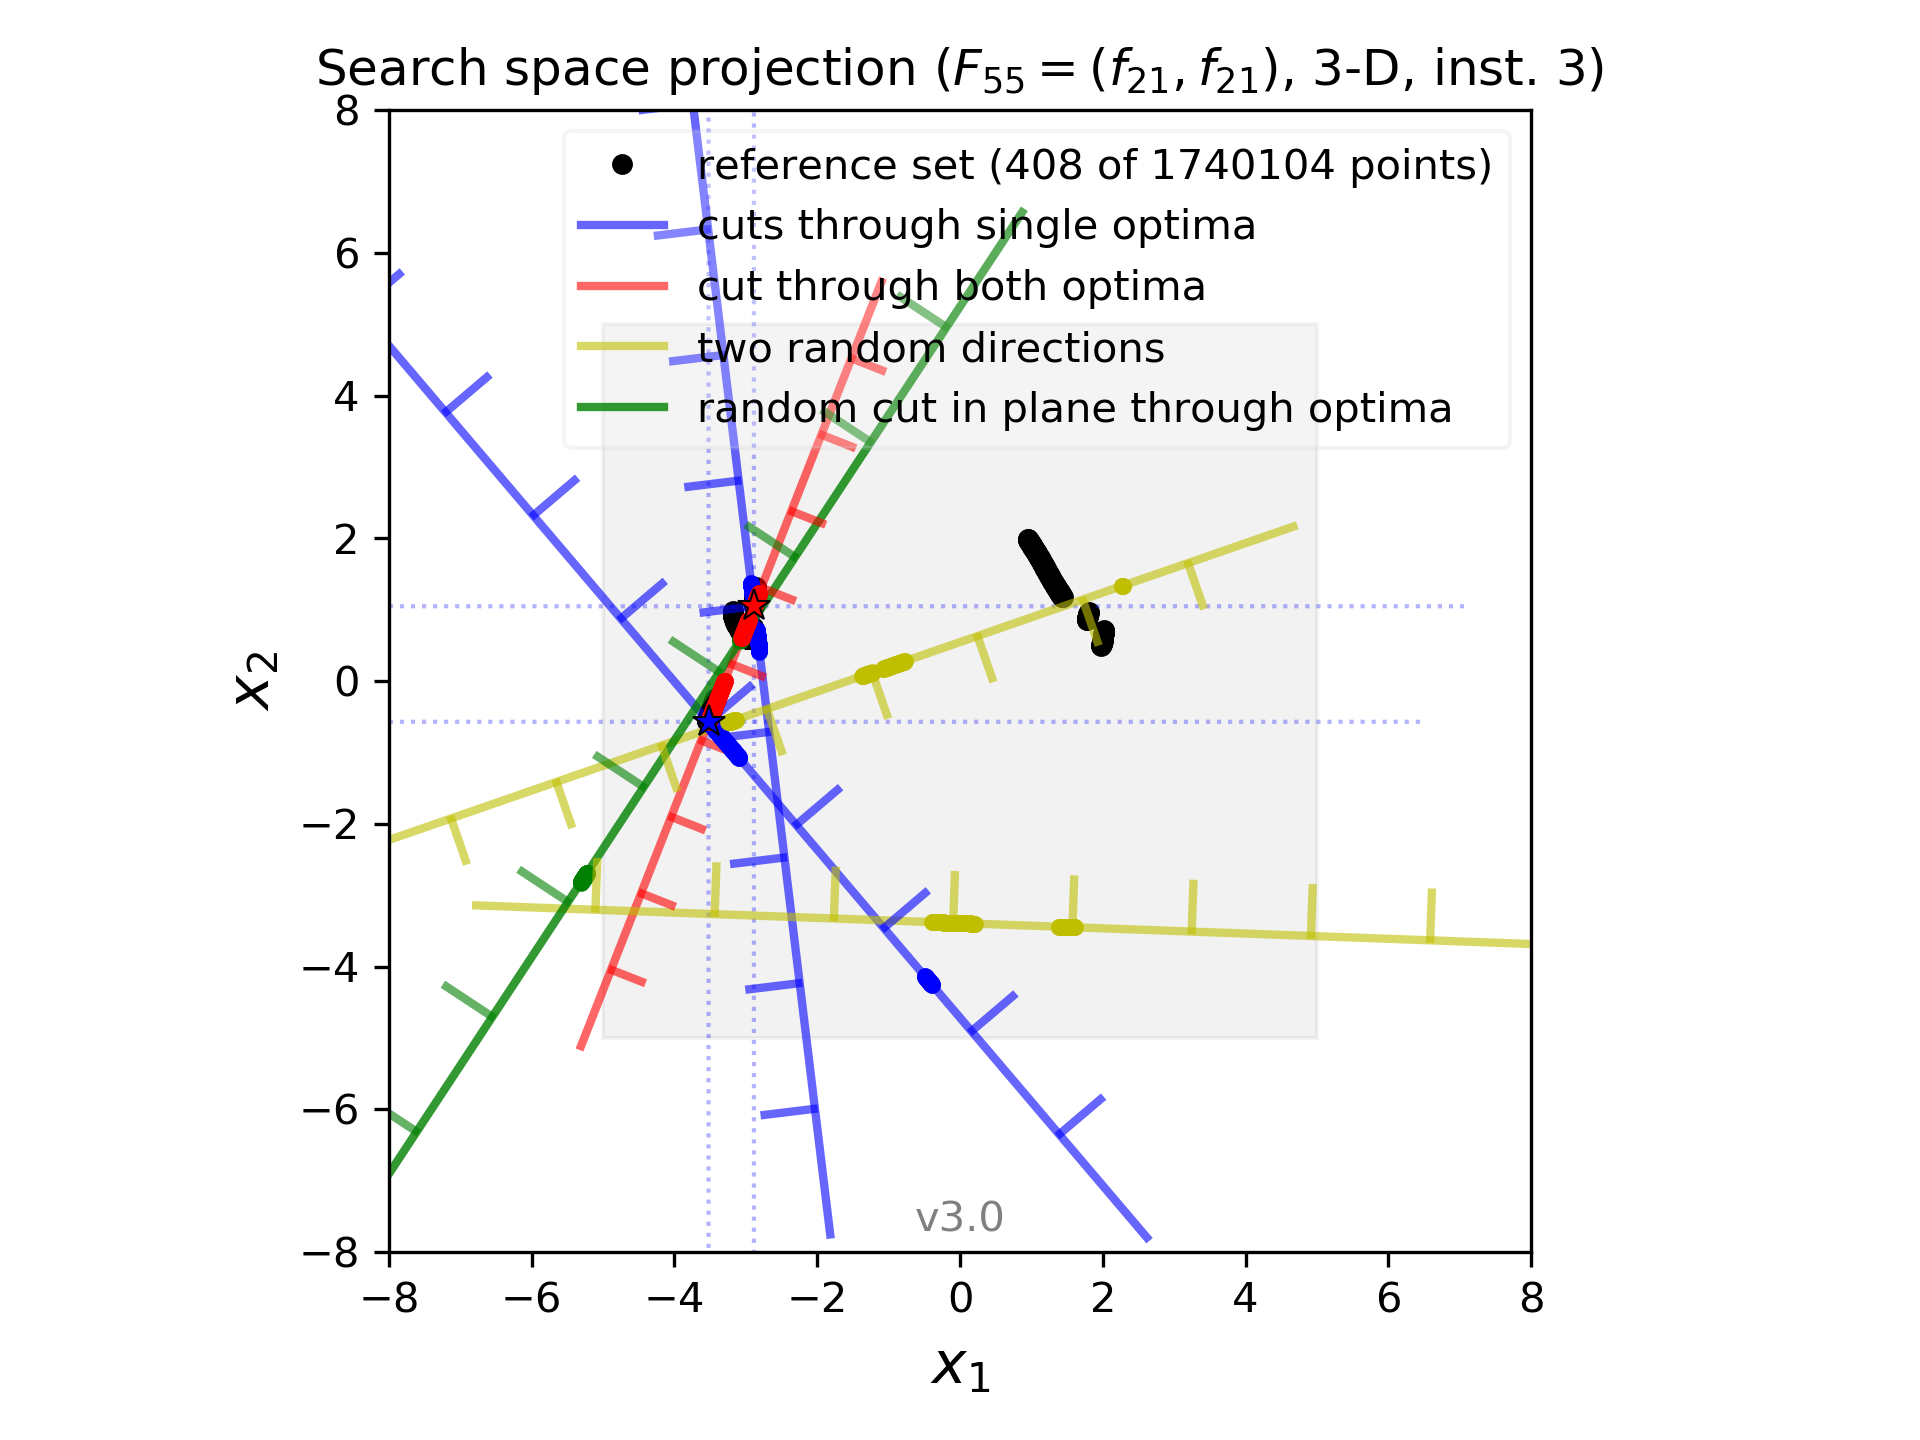 Search space projection (F55 = (f21, f21), 3-D, inst. 3)
reference set (408 of 1740104 points)
cuts through single optima
cut through both optima
two random directions
random cut in plane through optima
8
6
4
2
0
−2
−4
−6
−8
x2
v3.0
−8 −6 −4 −2 0 2 4 6 8
x1